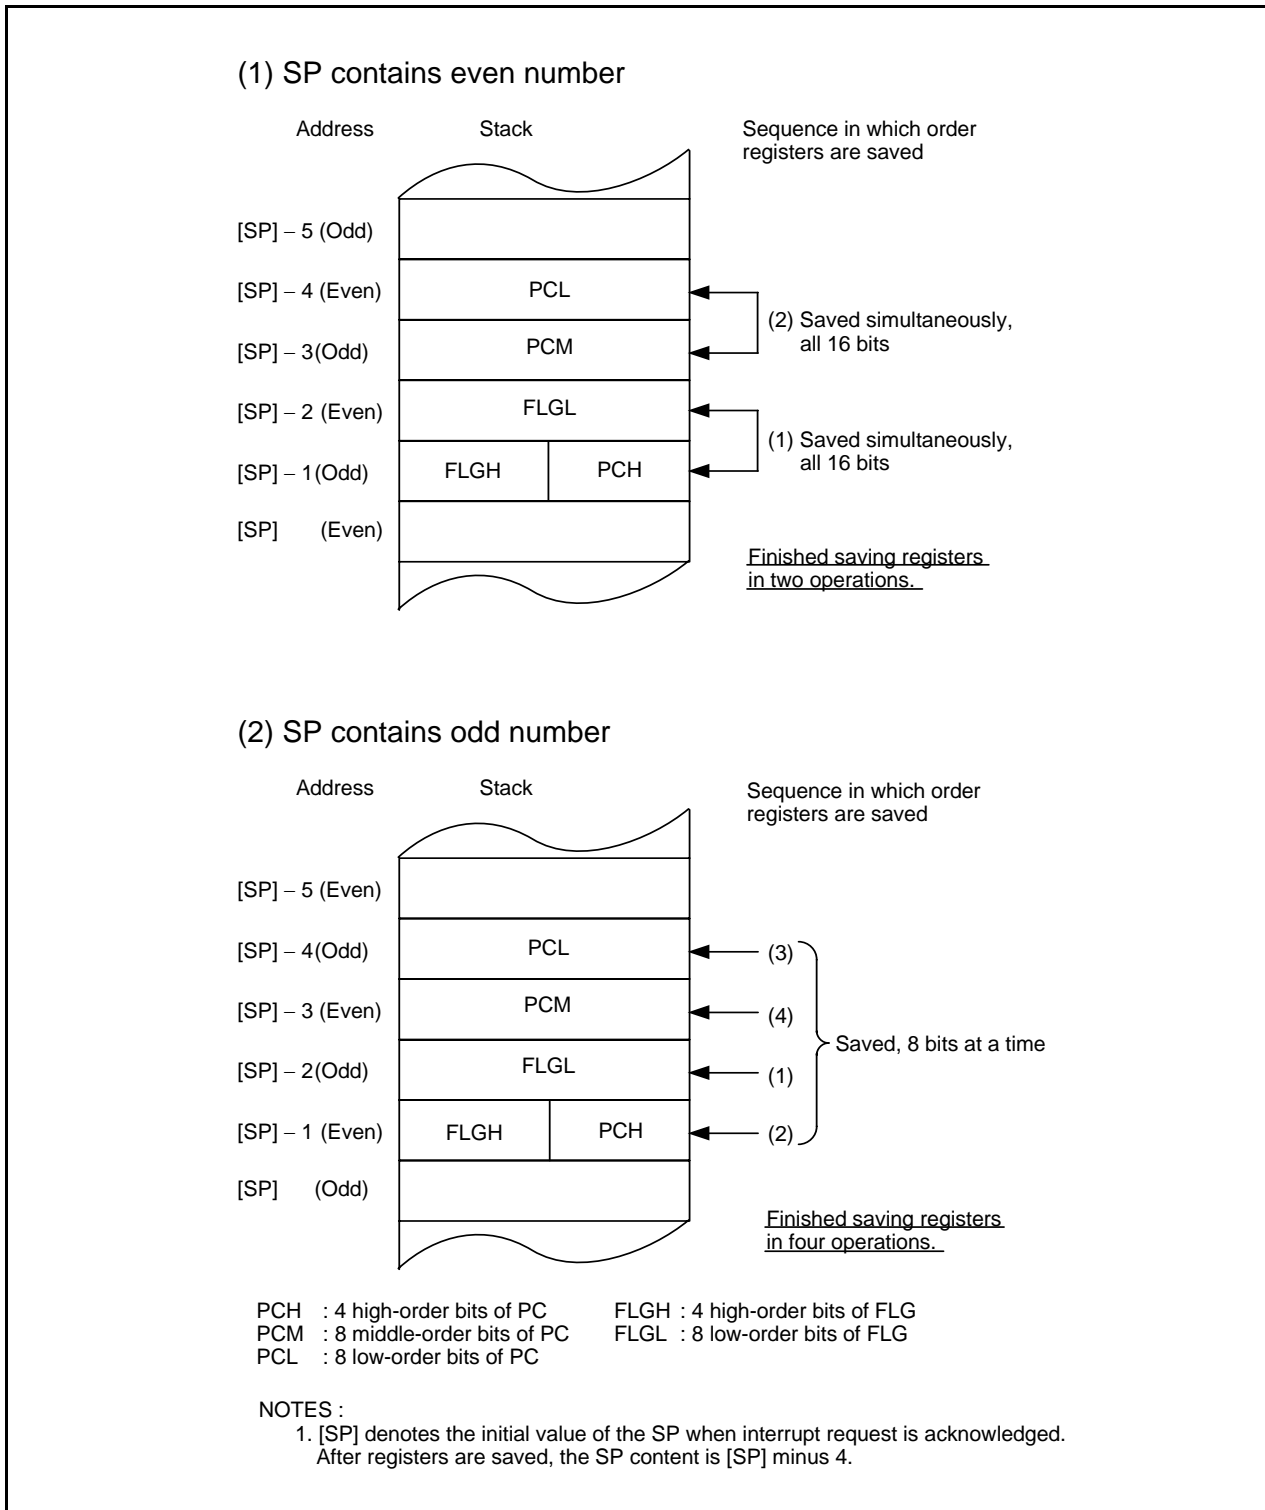 (1) SP contains even number
Address Stack Sequence in which order
registers are saved
[SP] – 5 (Odd)
[SP] – 4 (Even) PCL
(2) Saved simultaneously,
all 16 bits
[SP] – 3(Odd) PCM
[SP] – 2 (Even) FLGL
(1) Saved simultaneously,
all 16 bits
[SP] – 1(Odd) FLGH PCH
[SP] (Even)
Finished saving registers
in two operations.
(2) SP contains odd number
Address Stack Sequence in which order
registers are saved
[SP] – 5 (Even)
[SP] – 4(Odd) PCL (3)
[SP] – 3 (Even) PCM (4)
Saved, 8 bits at a time
[SP] – 2(Odd) FLGL (1)
[SP] – 1 (Even) FLGH PCH (2)
[SP] (Odd)
Finished saving registers
in four operations.
PCH : 4 high-order bits of PC FLGH : 4 high-order bits of FLG
PCM : 8 middle-order bits of PC FLGL : 8 low-order bits of FLG
PCL : 8 low-order bits of PC
NOTES :
1. [SP] denotes the initial value of the SP when interrupt request is acknowledged.
After registers are saved, the SP content is [SP] minus 4.